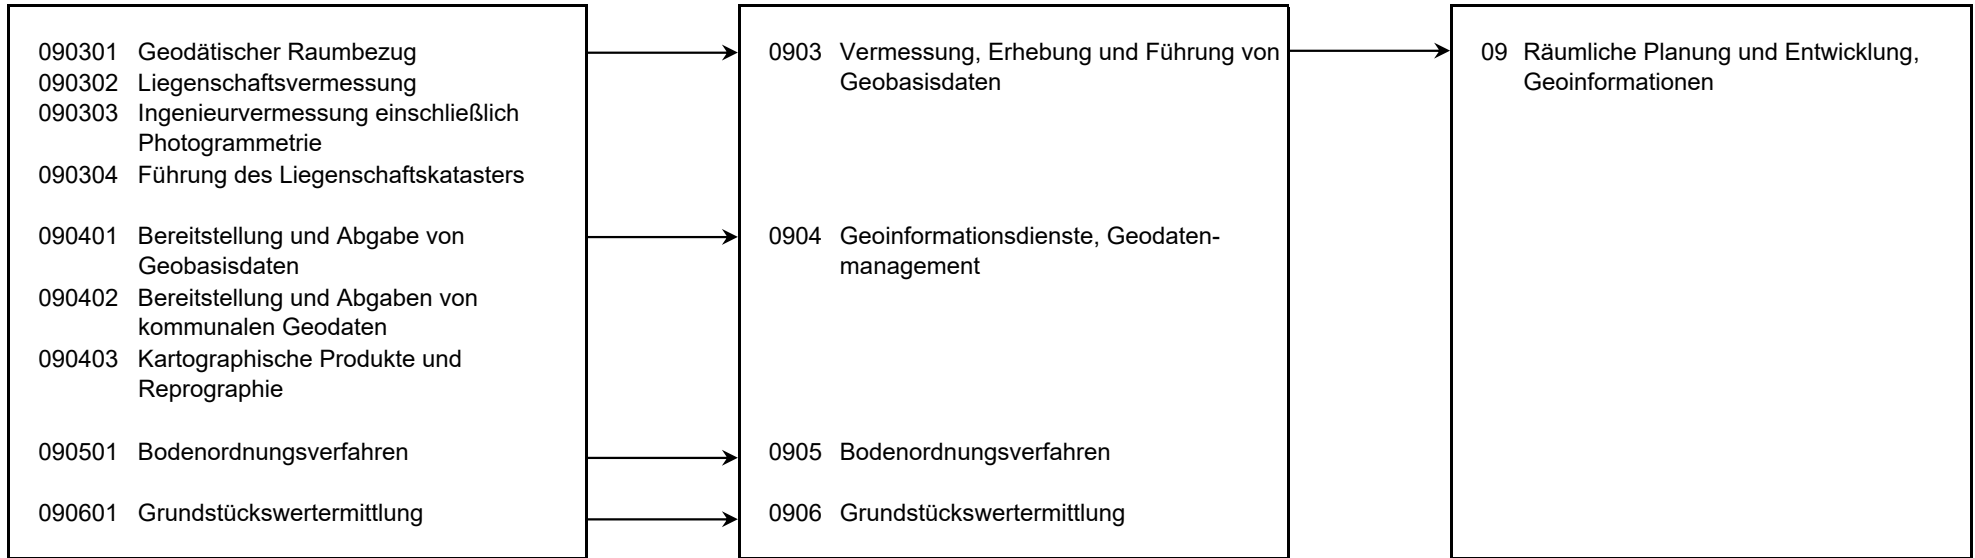 090301 Geodätischer Raumbezug
090302 Liegenschaftsvermessung
090303 Ingenieurvermessung einschließlich
Photogrammetrie
090304 Führung des Liegenschaftskatasters
090401 Bereitstellung und Abgabe von
Geobasisdaten
090402 Bereitstellung und Abgaben von
kommunalen Geodaten
090403 Kartographische Produkte und
Reprographie
090501 Bodenordnungsverfahren
090601 Grundstückswertermittlung
0903 Vermessung, Erhebung und Führung von
Geobasisdaten
0904 Geoinformationsdienste, Geodaten-
management
0905 Bodenordnungsverfahren
0906 Grundstückswertermittlung
09 Räumliche Planung und Entwicklung,
Geoinformationen